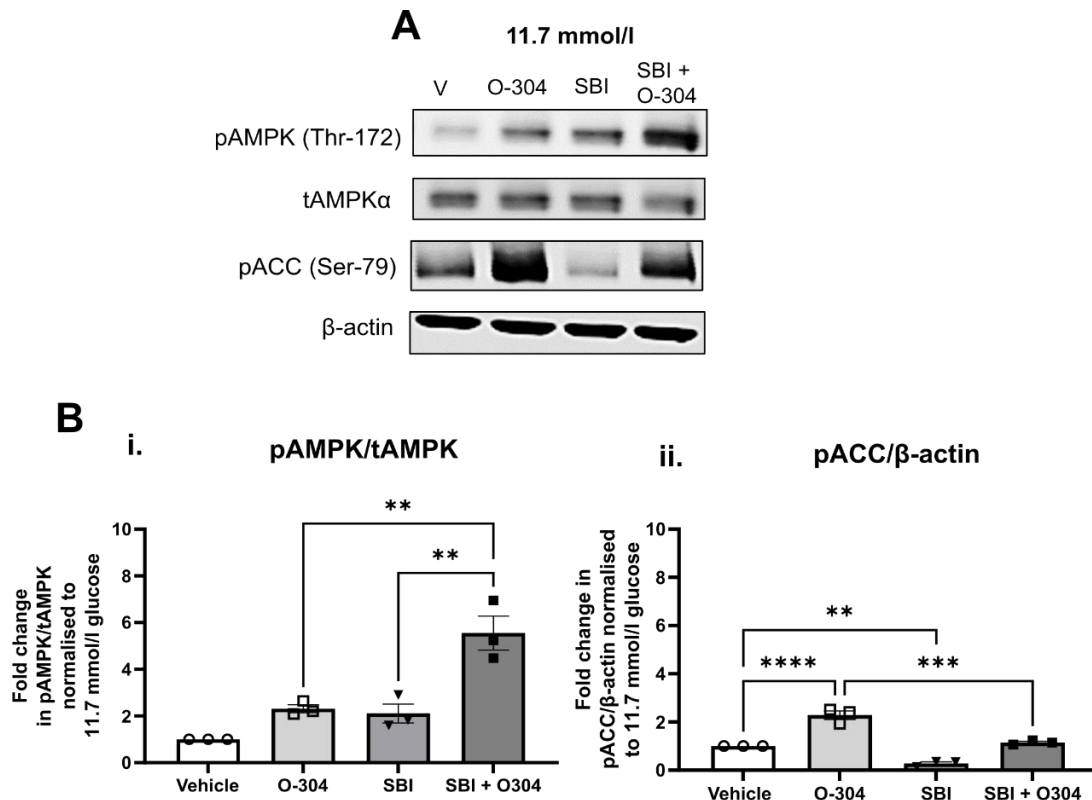 A
11.7 mmol/l
V O-304 SBI SBI +
O-304
pAMPK (Thr-172)
tAMPKα
pACC (Ser-79)
β-actin
B
i. pAMPK/tAMPK
Fold change
in pAMPK/tAMPK
normalised to
11.7 mmol/l glucose
10
8
6
4
2
0
**
**
Vehicle O-304 SBI SBI + O304
ii. pACC/β-actin
Fold change in
pACC/β-actin normalised
to 11.7 mmol/l glucose
10
8
6
4
2
0
**
**** ***
Vehicle O-304 SBI SBI + O304